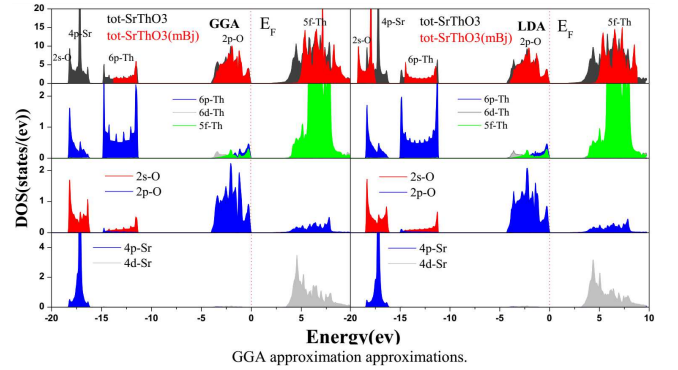 tot-SrThO3
tot-SrThO3(mBj)
GGA
E_F
5f-Th
4p-Sr
2s-O
6p-Th
2p-O
tot-SrThO3
tot-SrThO3(mBj)
LDA
E_F
5f-Th
4p-Sr
2s-O
6p-Th
2p-O
20
15
10
5
0
6p-Th
6d-Th
5f-Th
6p-Th
6d-Th
5f-Th
2
1
0
2s-O
2p-O
2s-O
2p-O
2
1
0
4p-Sr
4d-Sr
4p-Sr
4d-Sr
4
2
0
DOS(states/(ev)
-20 -15 -10 -5 0 5 -20 -15 -10 -5 0 5 10
Energy(ev)
GGA approximation approximations.